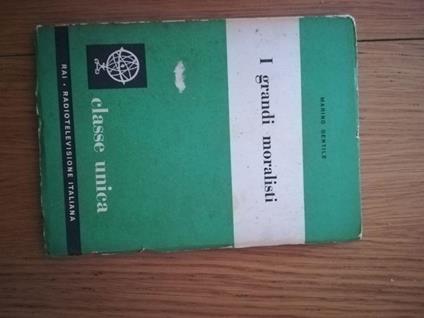 MARINO GENTILE
I grandi moralisti
classe unica
RAI • RADIOTELEVISIONE ITALIANA